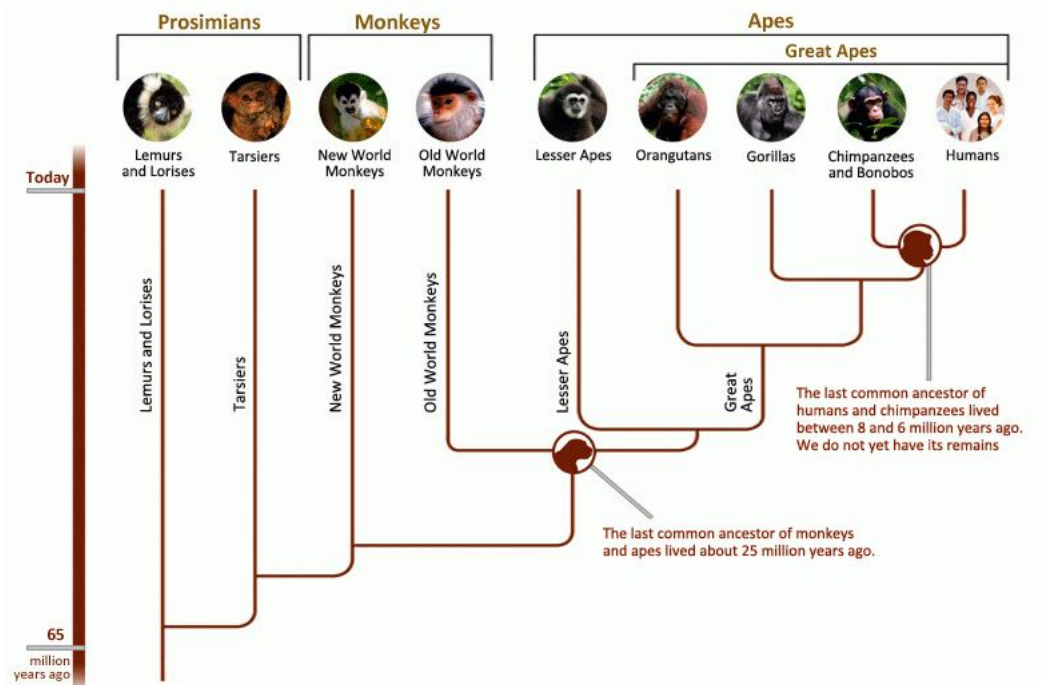 Prosimians
Monkeys
Apes
Great Apes
Lemurs
and Lorises
Tarsiers
New World
Monkeys
Old World
Monkeys
Lesser Apes
Orangutans
Gorillas
Chimpanzees
and Bonobos
Humans
Today
Lemurs and Lorises
Tarsiers
New World Monkeys
Old World Monkeys
Lesser Apes
Great
Apes
The last common ancestor of
humans and chimpanzees lived
between 8 and 6 million years ago.
We do not yet have its remains
The last common ancestor of monkeys
and apes lived about 25 million years ago.
65
million
years ago